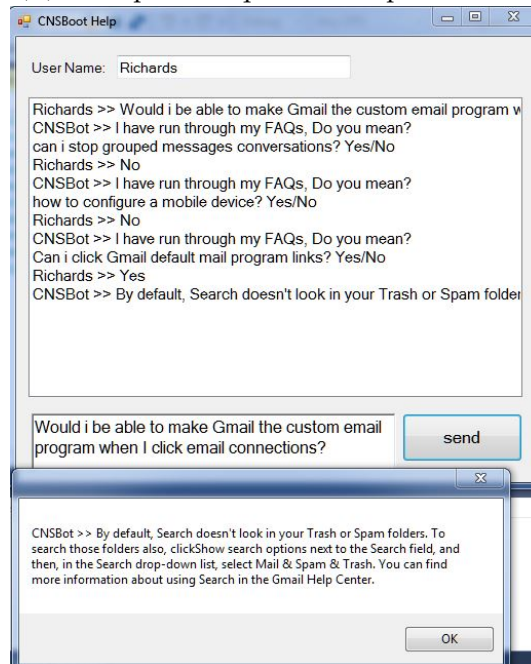 CNSBoot Help
User Name: Richards
Richards >> Would i be able to make Gmail the custom email program w
CNSBot >> I have run through my FAQs, Do you mean?
can i stop grouped messages conversations? Yes/No
Richards >> No
CNSBot >> I have run through my FAQs, Do you mean?
how to configure a mobile device? Yes/No
Richards >> No
CNSBot >> I have run through my FAQs, Do you mean?
Can i click Gmail default mail program links? Yes/No
Richards >> Yes
CNSBot >> By default, Search doesn't look in your Trash or Spam folder
Would i be able to make Gmail the custom email
program when I click email connections?
send
CNSBot >> By default, Search doesn't look in your Trash or Spam folders. To
search those folders also, clickShow search options next to the Search field, and
then, in the Search drop-down list, select Mail & Spam & Trash. You can find
more information about using Search in the Gmail Help Center.
OK